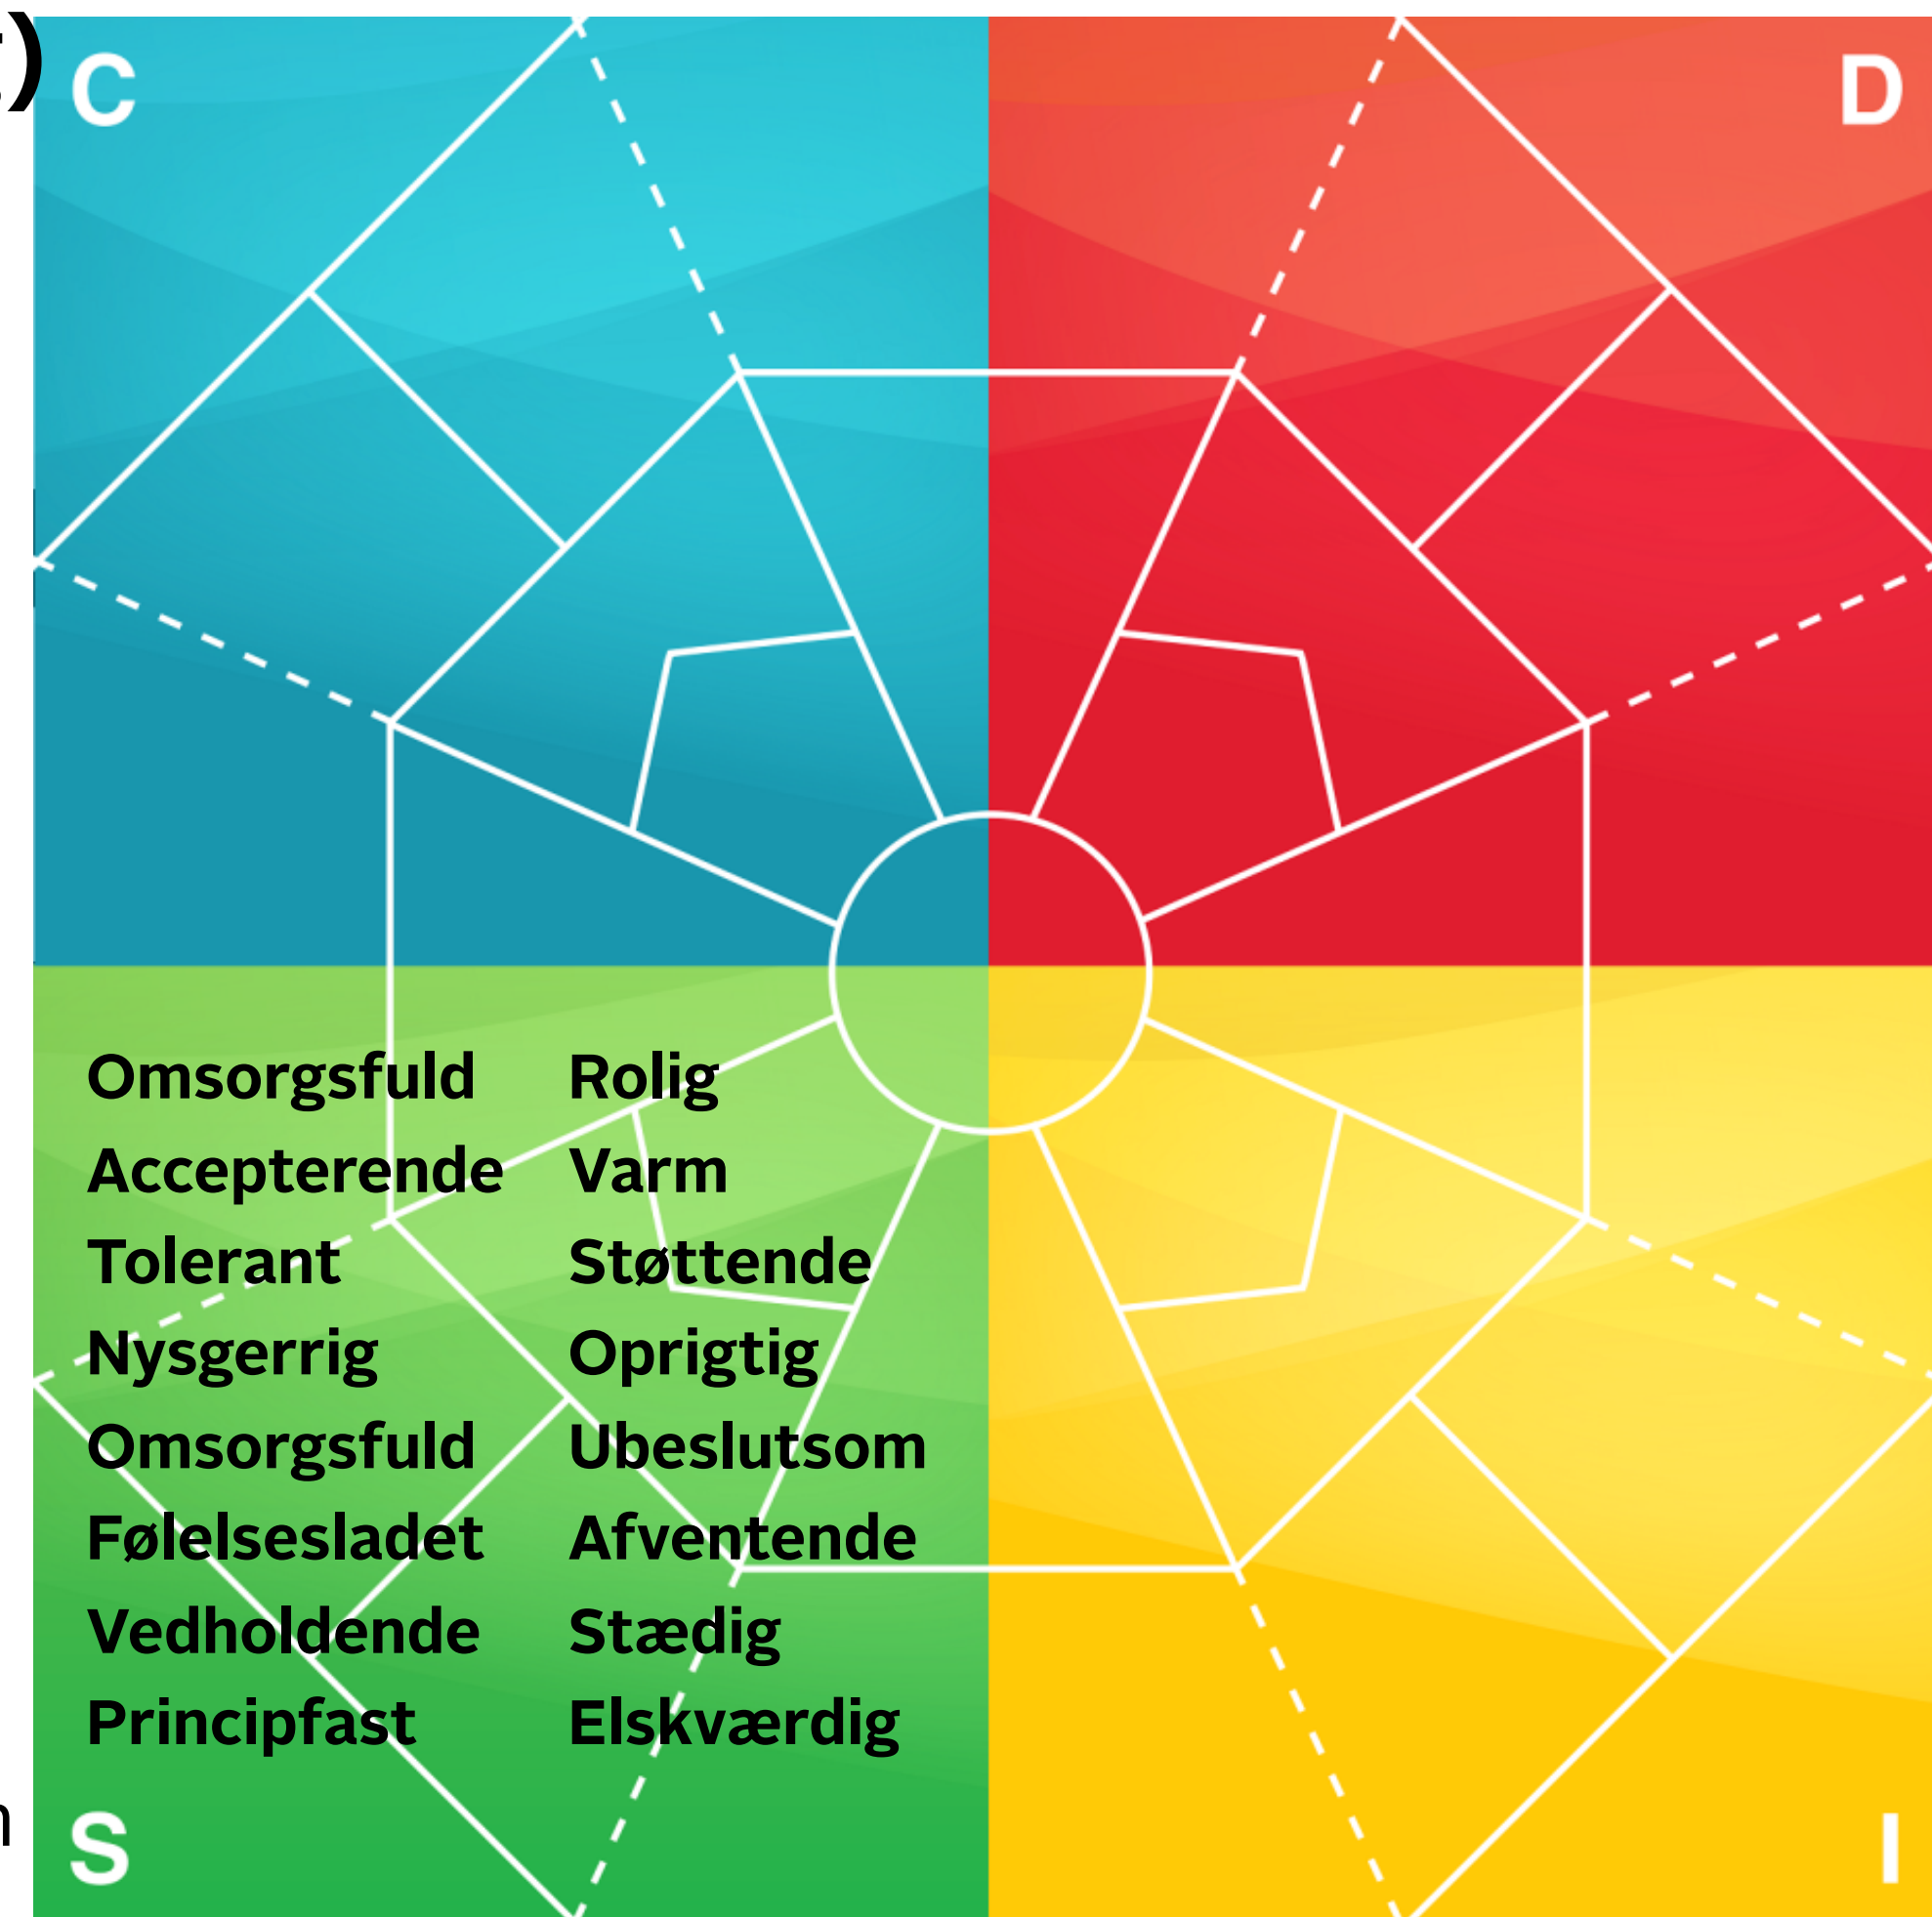 )
C
D
Omsorgsfuld Rolig
Accepterende Varm
Tolerant Støttende
Nysgerrig Oprigtig
Omsorgsfuld Ubeslutsom
Følelsesladet Afventende
Vedholdende Stædig
Principfast Elskværdig
S
I